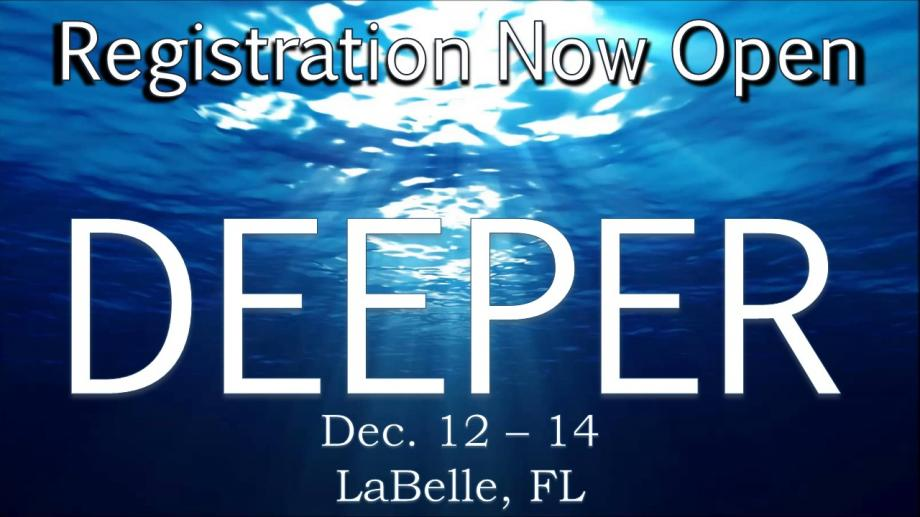 Registration Now Open
DEEPER
Dec. 12 – 14
LaBelle, FL